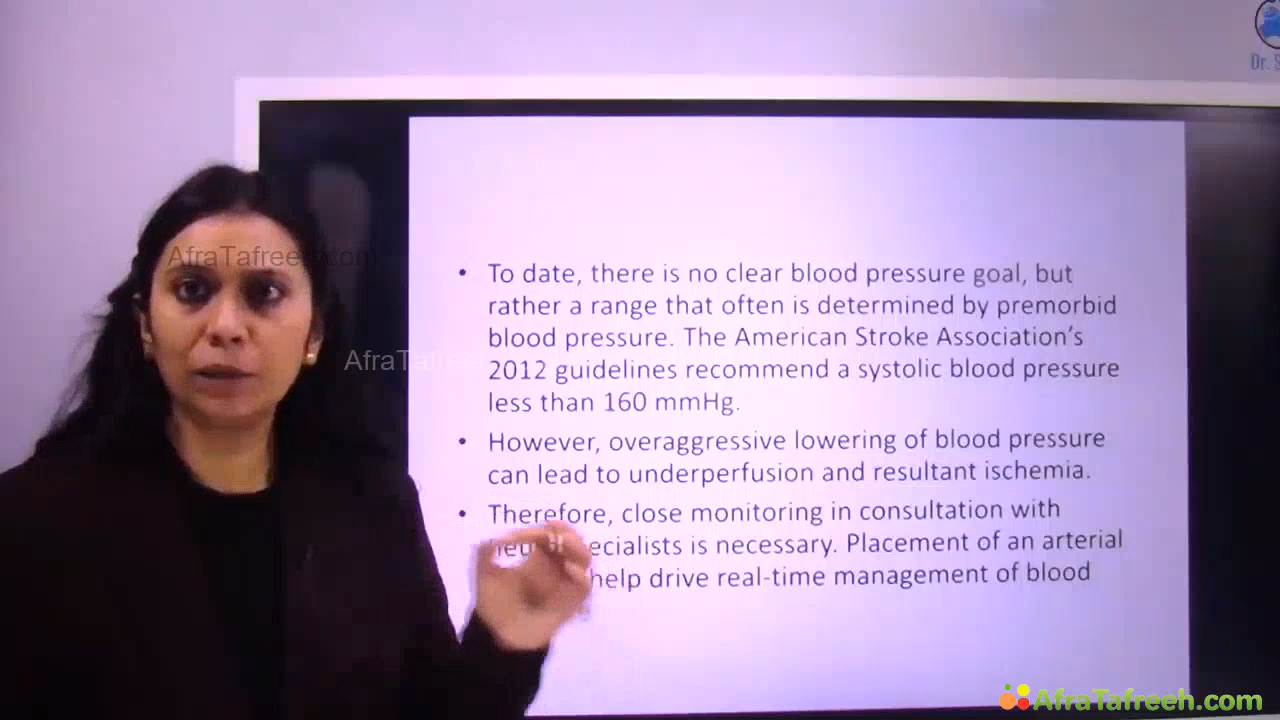 Dr. S
AfraTafreeh.com
AfraTafreeh
• To date, there is no clear blood pressure goal, but
rather a range that often is determined by premorbid
blood pressure. The American Stroke Association’s
2012 guidelines recommend a systolic blood pressure
less than 160 mmHg.
• However, overaggressive lowering of blood pressure
can lead to underperfusion and resultant ischemia.
• Therefore, close monitoring in consultation with
ecialists is necessary. Placement of an arterial
help drive real-time management of blood
AfraTafreeh.com